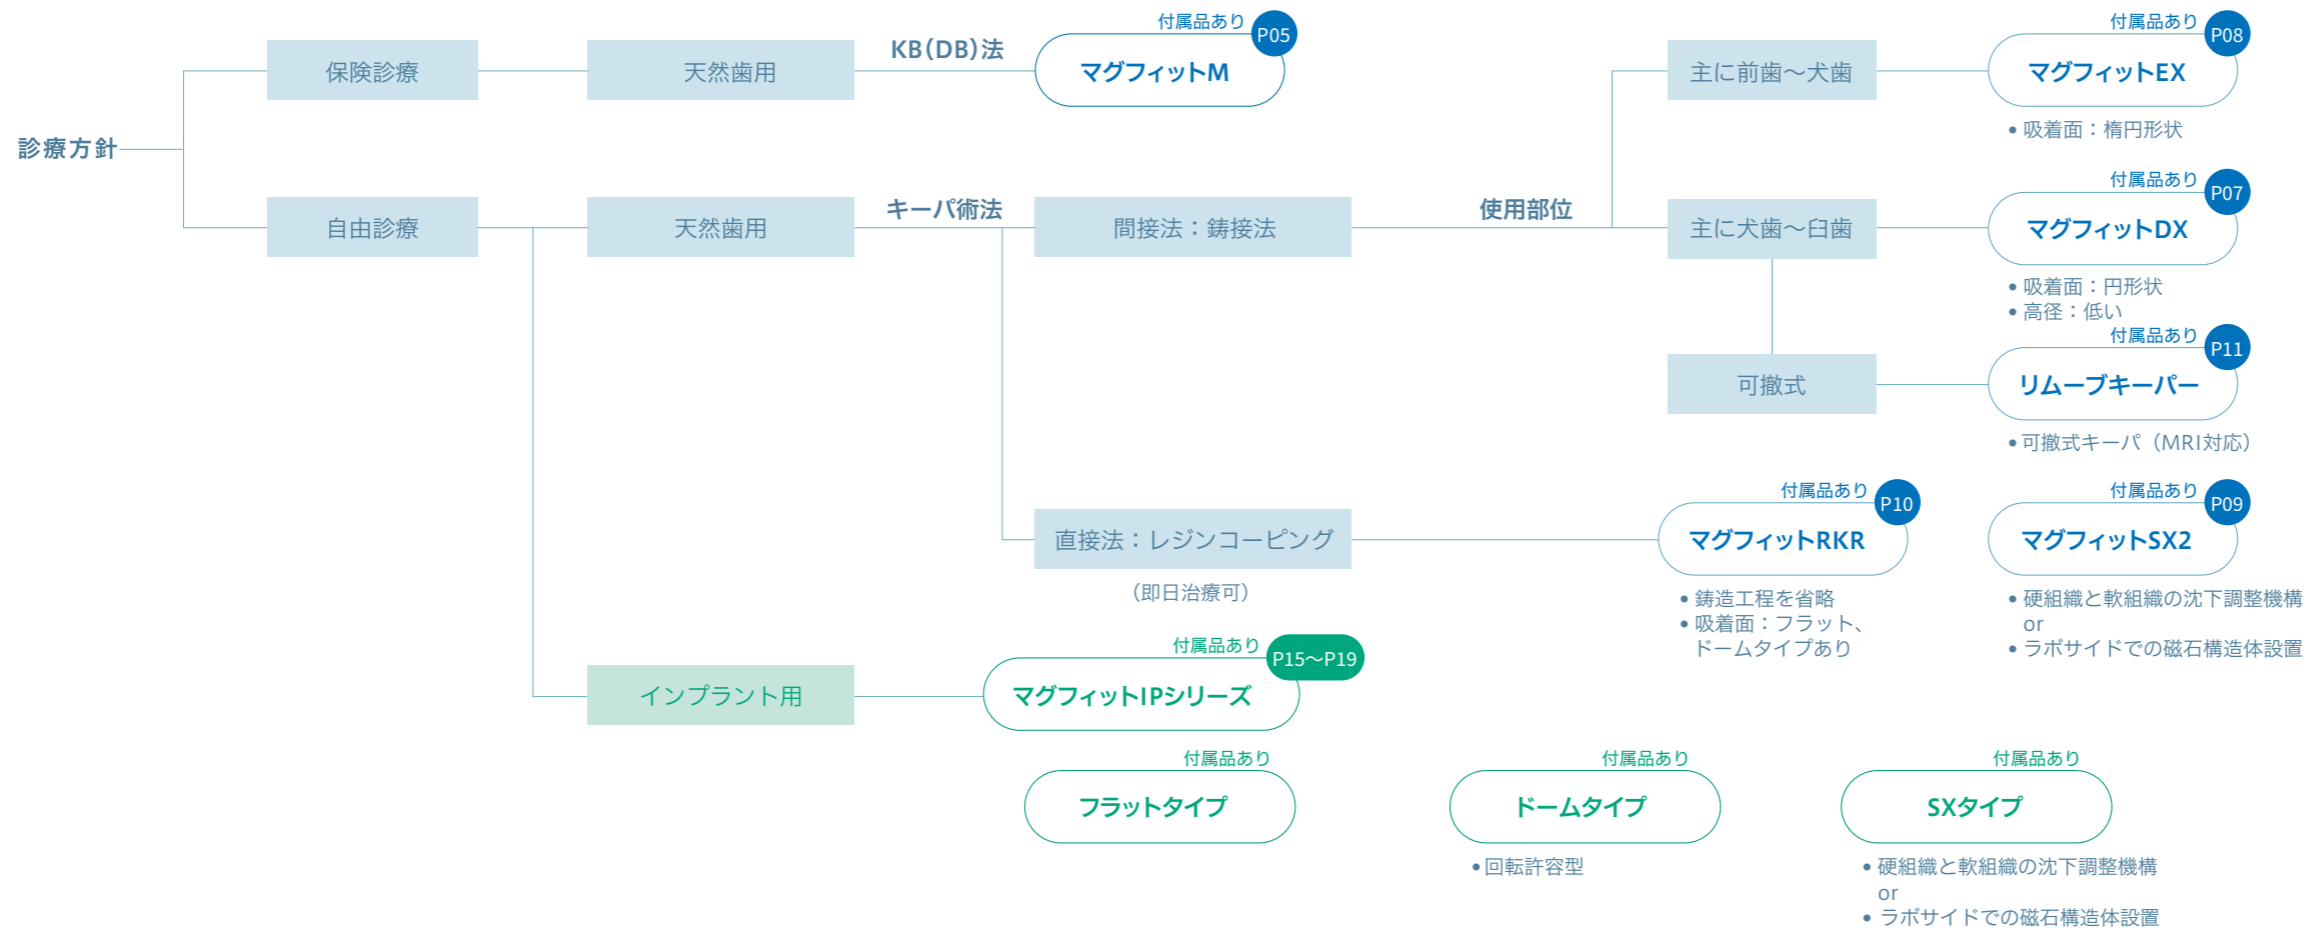 診療方針
保険診療
天然歯用
KB(DB)法
付属品あり
P05
マグフィットM
自由診療
天然歯用
キーパ術法
間接法：鋳接法
使用部位
主に前歯～犬歯
付属品あり
P08
マグフィットEX
•吸着面：楕円形状
主に犬歯～臼歯
付属品あり
P07
マグフィットDX
•吸着面：円形状
•高径：低い
可撤式
付属品あり
P11
リムーブキーパー
•可撤式キーパ（MRI対応）
直接法：レジンコーピング
（即日治療可）
付属品あり
P10
マグフィットRKR
•鋳造工程を省略
•吸着面：フラット、
ドームタイプあり
付属品あり
P09
マグフィットSX2
•硬組織と軟組織の沈下調整機構
or
•ラボサイドでの磁石構造体設置
インプラント用
付属品あり
P15～P19
マグフィットIPシリーズ
付属品あり
フラットタイプ
付属品あり
ドームタイプ
•回転許容型
付属品あり
SXタイプ
•硬組織と軟組織の沈下調整機構
or
•ラボサイドでの磁石構造体設置